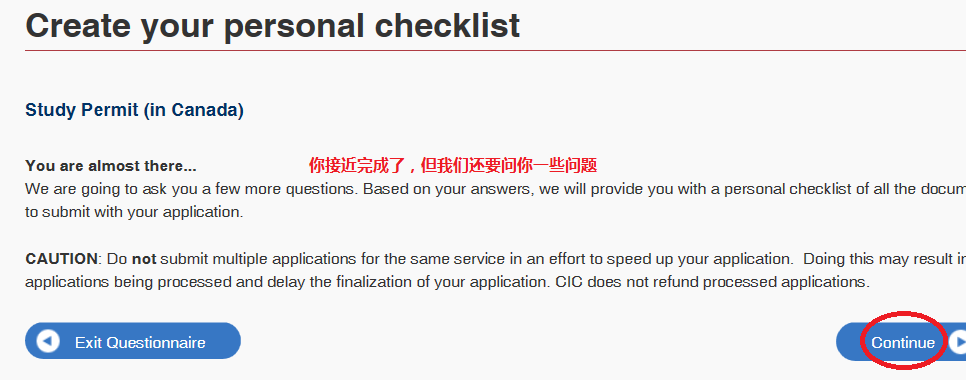 Create your personal checklist
Study Permit (in Canada)
You are almost there... 你接近完成了，但我们还要问你一些问题
We are going to ask you a few more questions. Based on your answers, we will provide you with a personal checklist of all the docum
to submit with your application.
CAUTION: Do not submit multiple applications for the same service in an effort to speed up your application. Doing this may result in
applications being processed and delay the finalization of your application. CIC does not refund processed applications.
Exit Questionnaire Continue